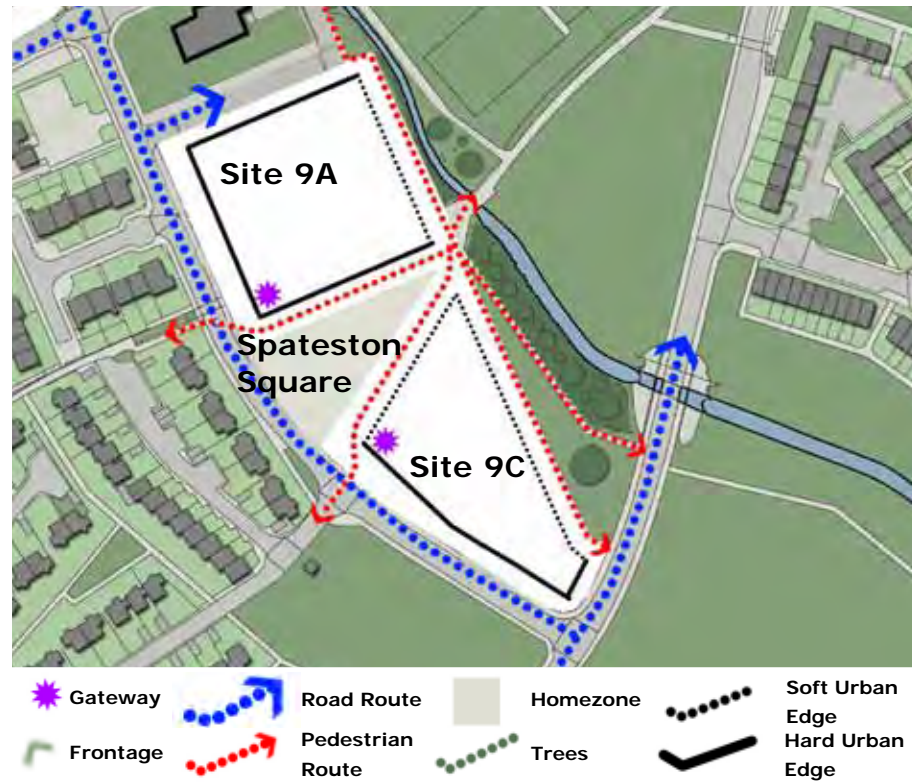 Site 9A
Spateston
Square
Site 9C
Gateway
Road Route
Homezone
Soft Urban
Edge
Frontage
Pedestrian
Route
Trees
Hard Urban
Edge